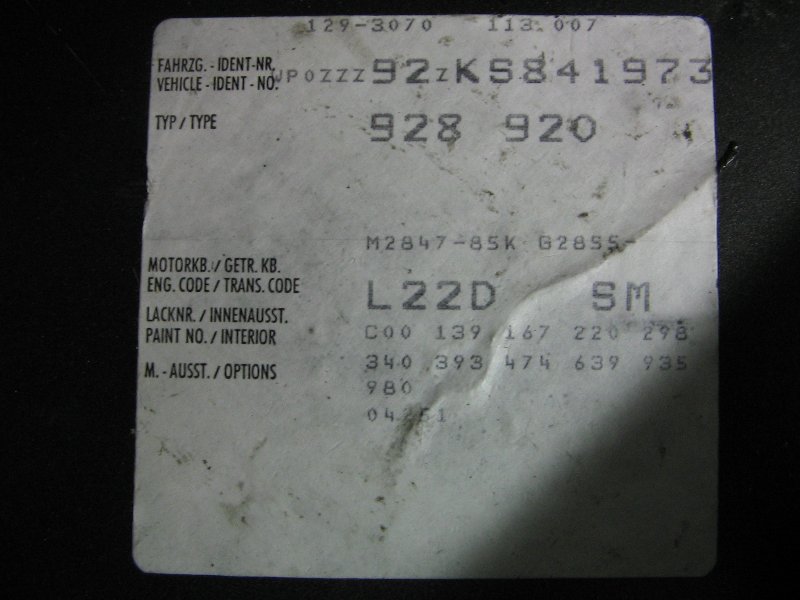 129-3070 113.007
FAHRZG. - IDENT-NR.
VEHICLE - IDENT - NO. WP0ZZZ92ZKS841973
TYP / TYPE 928 920
M2847-85K G2855-
MOTORKB. / GETR. KB.
ENG. CODE / TRANS. CODE L22D SM
LACKNR. / INNENAUSST.
PAINT NO. / INTERIOR C00 139 167 220 298
M. - AUSST. / OPTIONS 340 393 474 639 935
980